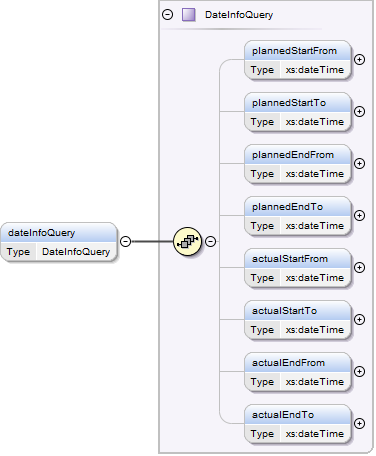 DateInfoQuery
plannedStartFrom
Type xs:dateTime
plannedStartTo
Type xs:dateTime
plannedEndFrom
Type xs:dateTime
plannedEndTo
Type xs:dateTime
dateInfoQuery
Type DateInfoQuery
actualStartFrom
Type xs:dateTime
actualStartTo
Type xs:dateTime
actualEndFrom
Type xs:dateTime
actualEndTo
Type xs:dateTime